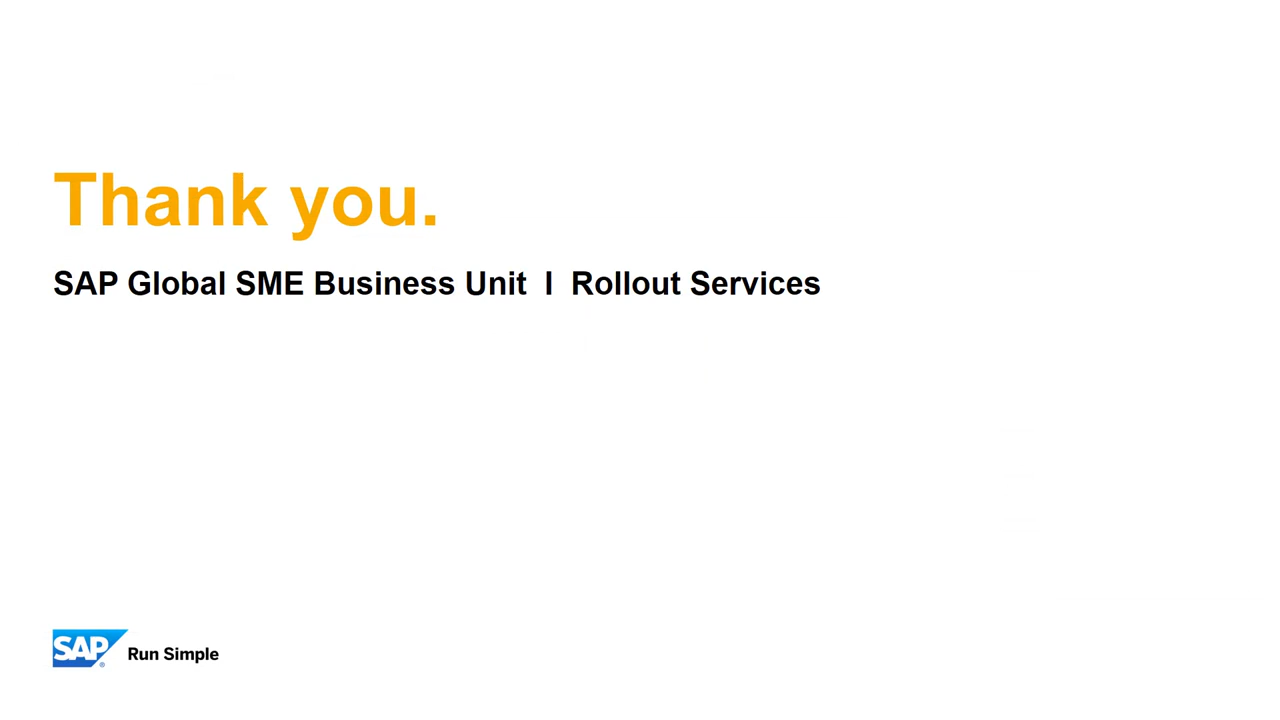 Thank you.
SAP Global SME Business Unit I Rollout Services
SAP® Run Simple